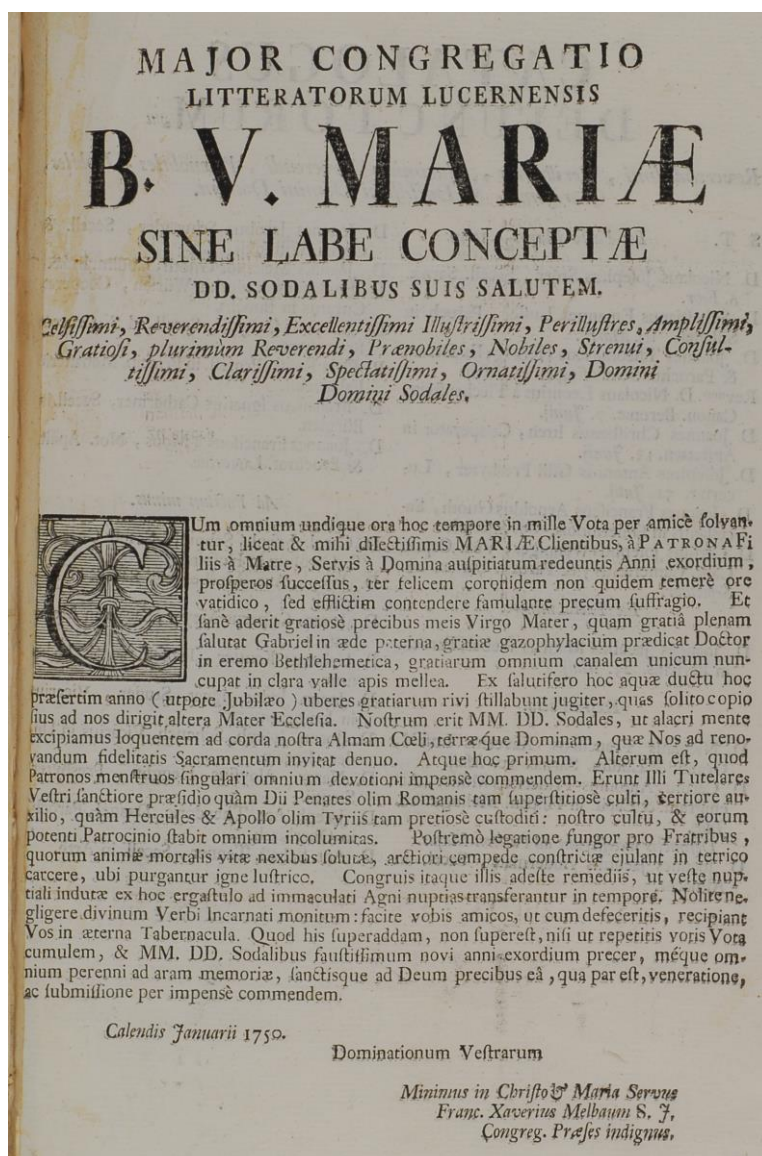 MAJOR CONGREGATIO
LITTERATORUM LUCERNENSIS
B. V. MARIÆ
SINE LABE CONCEPTÆ
DD. SODALIBUS SUIS SALUTEM.
Celſiſſimi, Reverendiſſimi, Excellentiſſimi Illuſtriſſimi, Perilluſtres, Ampliſſimi,
Gratioſi, plurimùm Reverendi, Prænobiles, Nobiles, Strenui, Conſul-
tiſſimi, Clariſſimi, Spectatiſſimi, Ornatiſſimi, Domini
Domini Sodales.
CUm omnium undique ora hoc tempore in mille Vota per amicè ſolvan-
tur, liceat & mihi dilectiſſimis MARIÆ Clientibus, à PATRONA Fi
liis à Matre, Servis à Domina auſpitiatum redeuntis Anni exordium,
proſperos ſucceſſus, ter felicem coronidem non quidem temerè ore
vatidico, ſed efflictim contendere famulante precum ſuffragio. Et
ſanè aderit gratioſè precibus meis Virgo Mater, quam gratiâ plenam
ſalutat Gabriel in æde paterna, gratiæ gazophylacium prædicat Doctor
in eremo Bethlehemetica, gratiarum omnium canalem unicum nun-
cupat in clara valle apis mellea. Ex ſalutifero hoc aquæ ductu hoc
præſertim anno (utpote Jubilæo) uberes gratiarum rivi ſtillabunt jugiter, quas ſolito copio
ſius ad nos dirigit altera Mater Eccleſia. Noſtrum erit MM. DD. Sodales, ut alacri mente
excipiamus loquentem ad corda noſtra Almam Cœli, terræque Dominam, quæ Nos ad reno-
vandum fidelitatis Sacramentum invitat denuo. Atque hoc primum. Alterum eſt, quod
Patronos menſtruos ſingulari omnium devotioni impensè commendem. Erunt Illi Tutelares
Veſtri ſanctiore præſidio quàm Dii Penates olim Romanis tam ſuperſtitiosè culti, certiore au-
xilio, quàm Hercules & Apollo olim Tyriis tam pretiosè cuſtoditi: noſtro cultu, & eorum
potenti Patrocinio ſtabit omnium incolumitas. Poſtremò legatione fungor pro Fratribus,
quorum animæ mortalis vitæ nexibus ſolutæ, arctiori compede conſtrictæ ejulant in tetrico
carcere, ubi purgantur igne luſtrico. Congruis itaque illis adeſte remediis, ut veſte nup-
tiali indutæ ex hoc ergaſtulo ad immaculati Agni nuptias transferantur in tempore. Nolite ne-
gligere divinum Verbi Incarnati monitum: facite vobis amicos, ut cum defeceritis, recipiant
Vos in æterna Tabernacula. Quod his ſuperaddam, non ſupereſt, niſi ut repetitis votis Vota
cumulem, & MM. DD. Sodalibus fauſtiſſimum novi anni exordium precer, méque om-
nium perenni ad aram memoriæ, ſanctisque ad Deum precibus eâ, qua par eſt, veneratione,
ac ſubmiſſione per impensè commendem.
Calendis Januarii 1750.
Dominationum Veſtrarum
Minimus in Chriſto & Maria Servus
Franc. Xaverius Melbaum S. J.
Congreg. Præſes indignus.